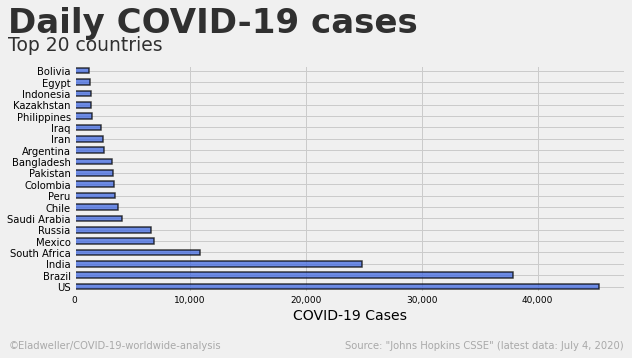 Daily COVID-19 cases
Top 20 countries
Bolivia
Egypt
Indonesia
Kazakhstan
Philippines
Iraq
Iran
Argentina
Bangladesh
Pakistan
Colombia
Peru
Chile
Saudi Arabia
Russia
Mexico
South Africa
India
Brazil
US
0 10,000 20,000 30,000 40,000
COVID-19 Cases
©Eladweller/COVID-19-worldwide-analysis Source: "Johns Hopkins CSSE" (latest data: July 4, 2020)